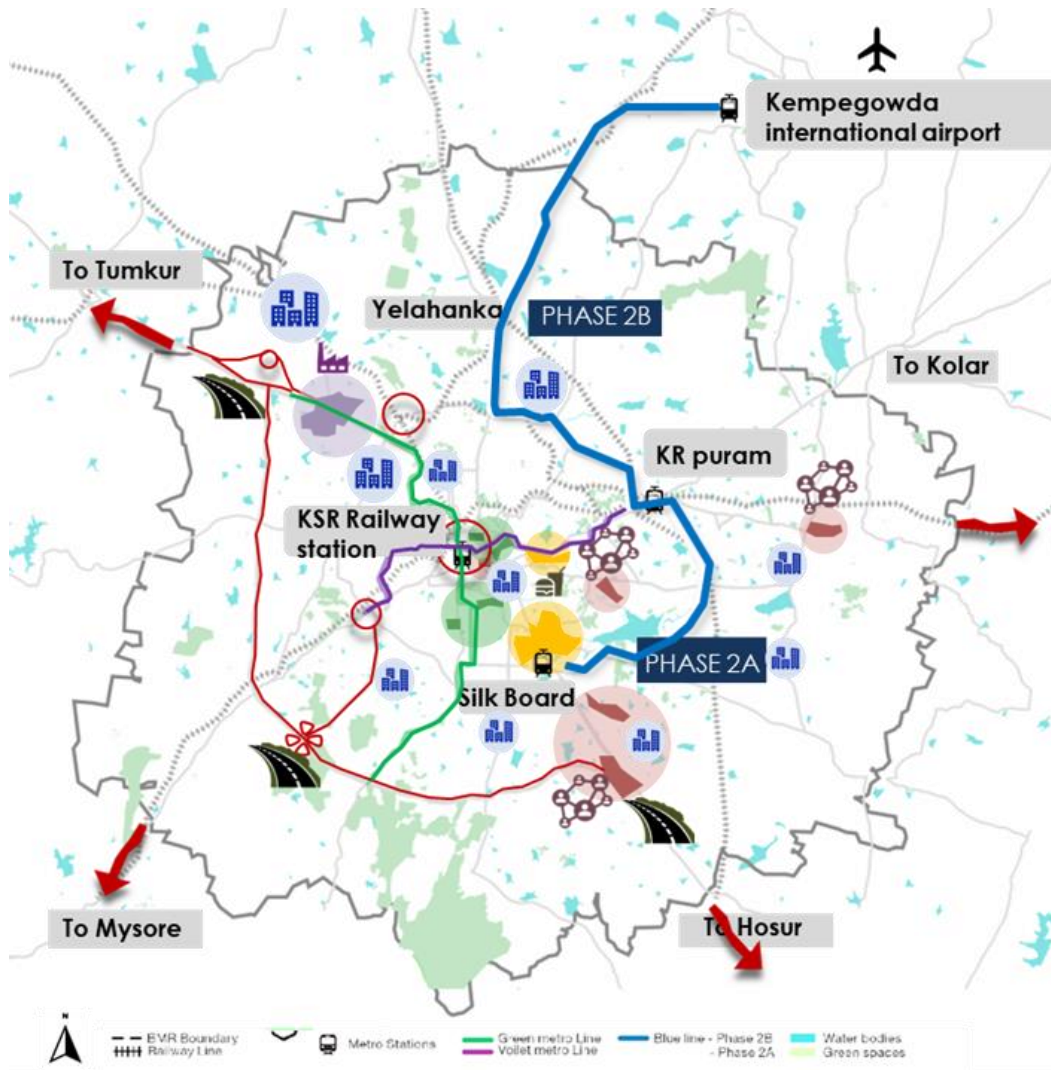 Kempegowda
international airport
To Tumkur
Yelahanka
PHASE 2B
To Kolar
KR puram
KSR Railway
station
PHASE 2A
Silk Board
To Mysore
To Hosur
N
BMR Boundary
Railway Line
Metro Stations
Green metro Line
Voilet metro Line
Blue line - Phase 2B
- Phase 2A
Water bodies
Green spaces